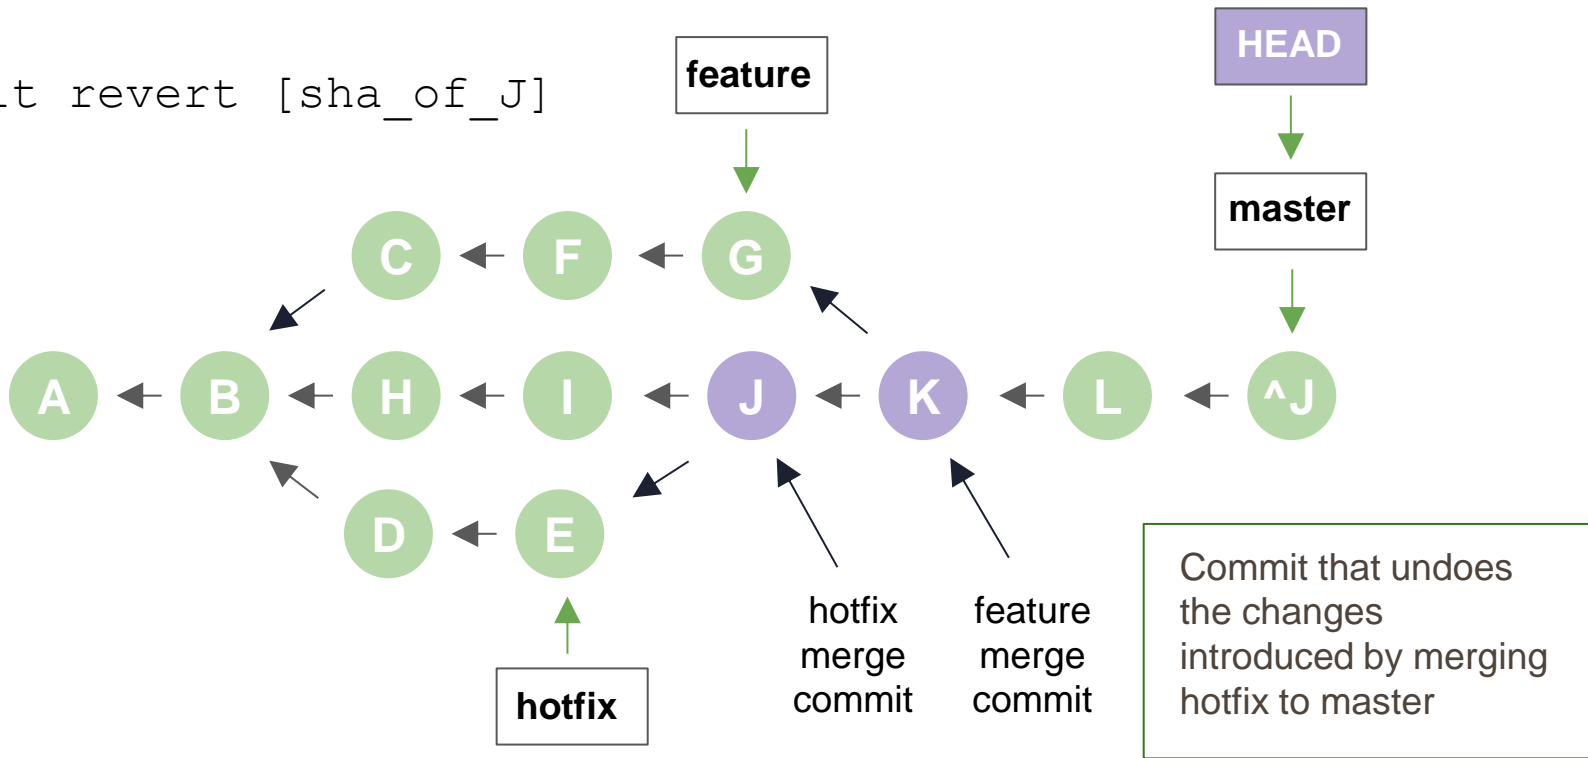 HEAD
feature
it revert [sha_of_J]
master
C
F
G
A
B
H
I
J
K
L
^J
D
E
hotfix
merge
commit
feature
merge
commit
Commit that undoes
the changes
introduced by merging
hotfix to master
hotfix